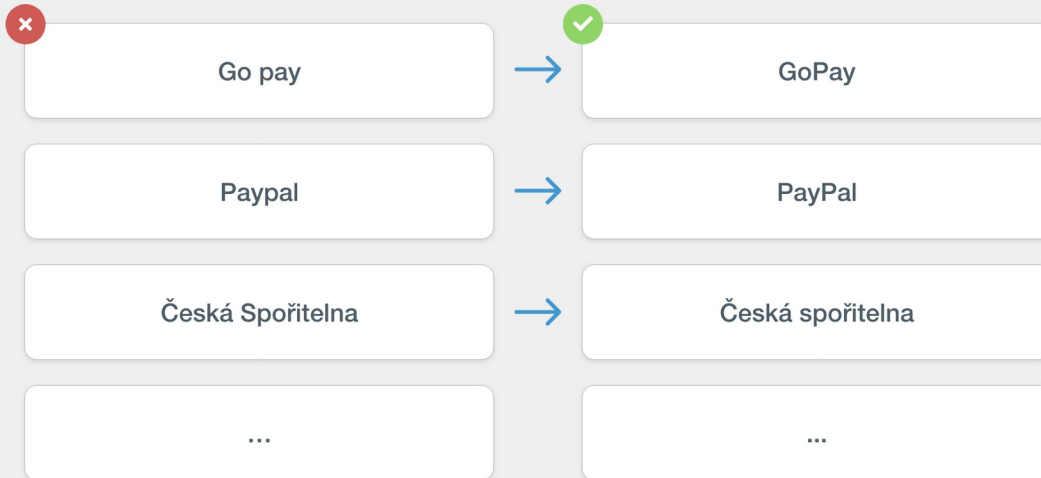 Go pay
GoPay
Paypal
PayPal
Česká Spořitelna
Česká spořitelna
...
...